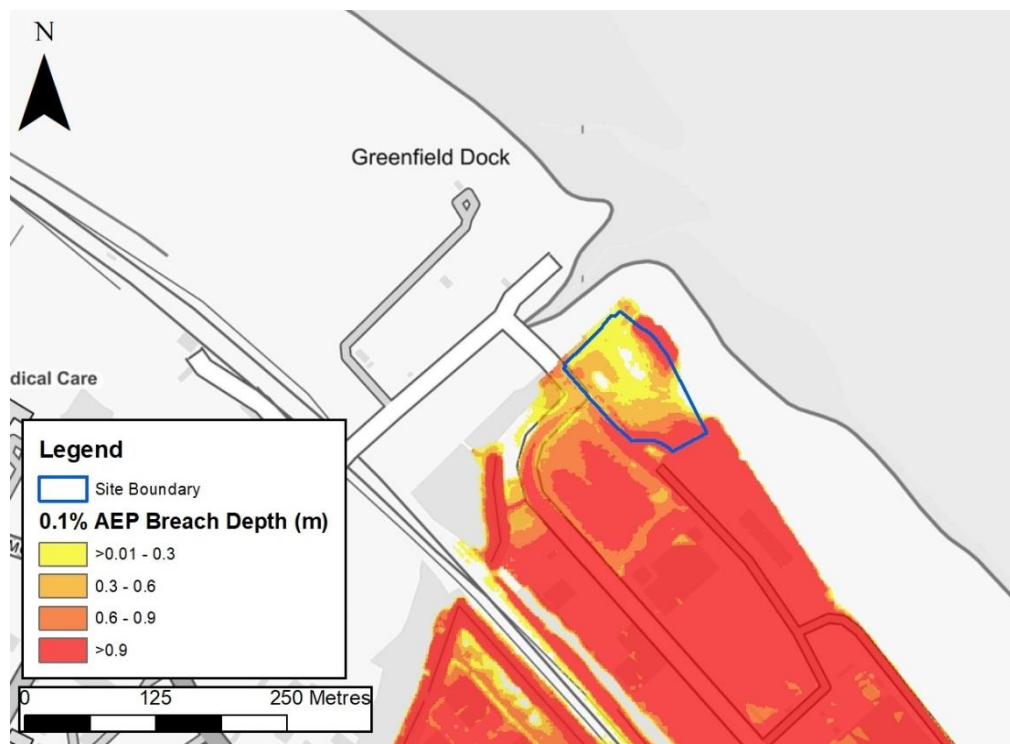 N
Greenfield Dock
dical Care
Legend
Site Boundary
0.1% AEP Breach Depth (m)
>0.01 - 0.3
0.3 - 0.6
0.6 - 0.9
>0.9
0 125 250 Metres